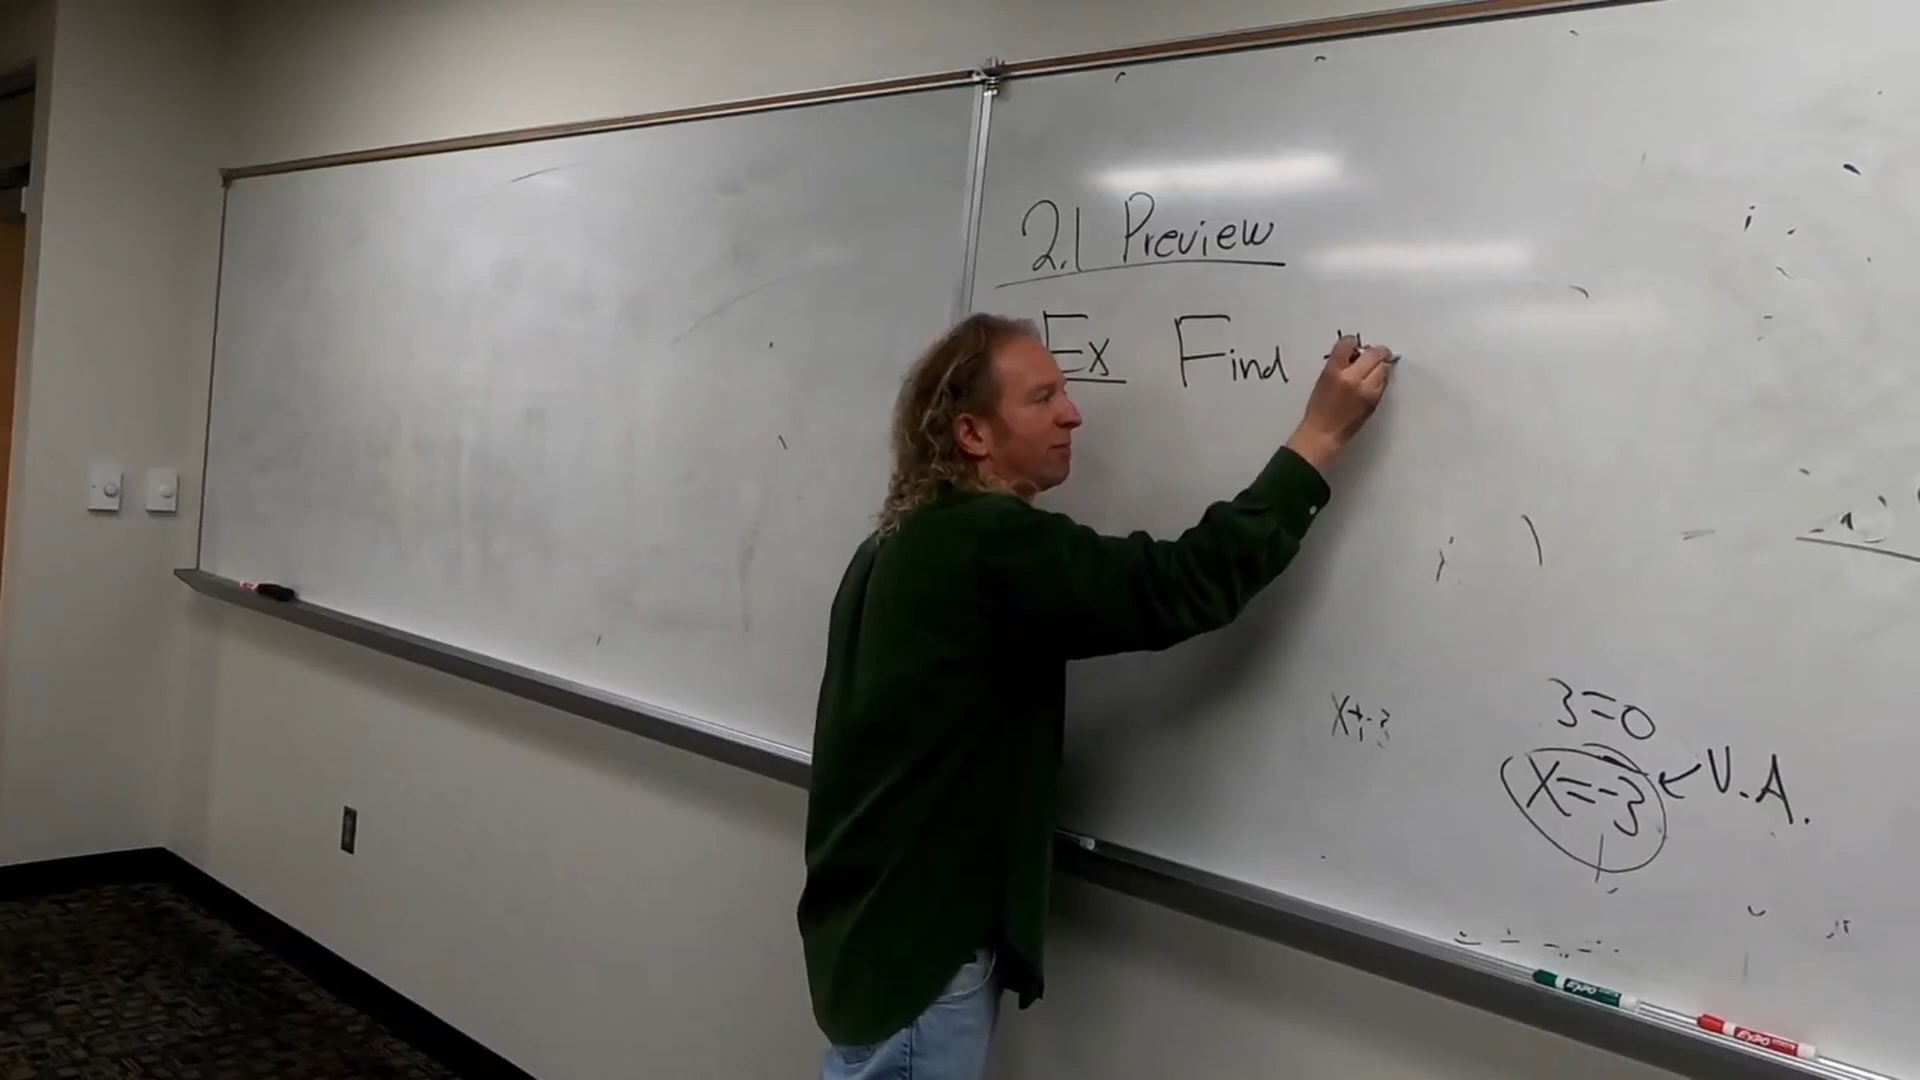 2.1 Preview
Ex Find
3=0
x=-3 ← V.A.
EXPO
EXPO